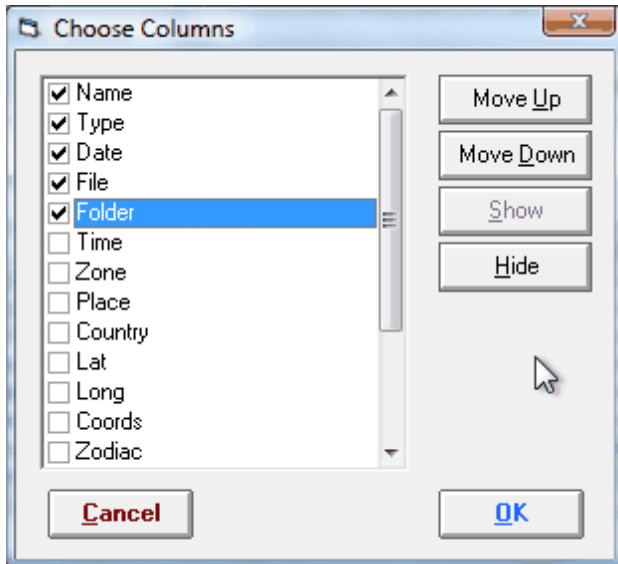 Choose Columns
Name
Type
Date
File
Folder
Time
Zone
Place
Country
Lat
Long
Coords
Zodiac
Move Up
Move Down
Show
Hide
Cancel
OK